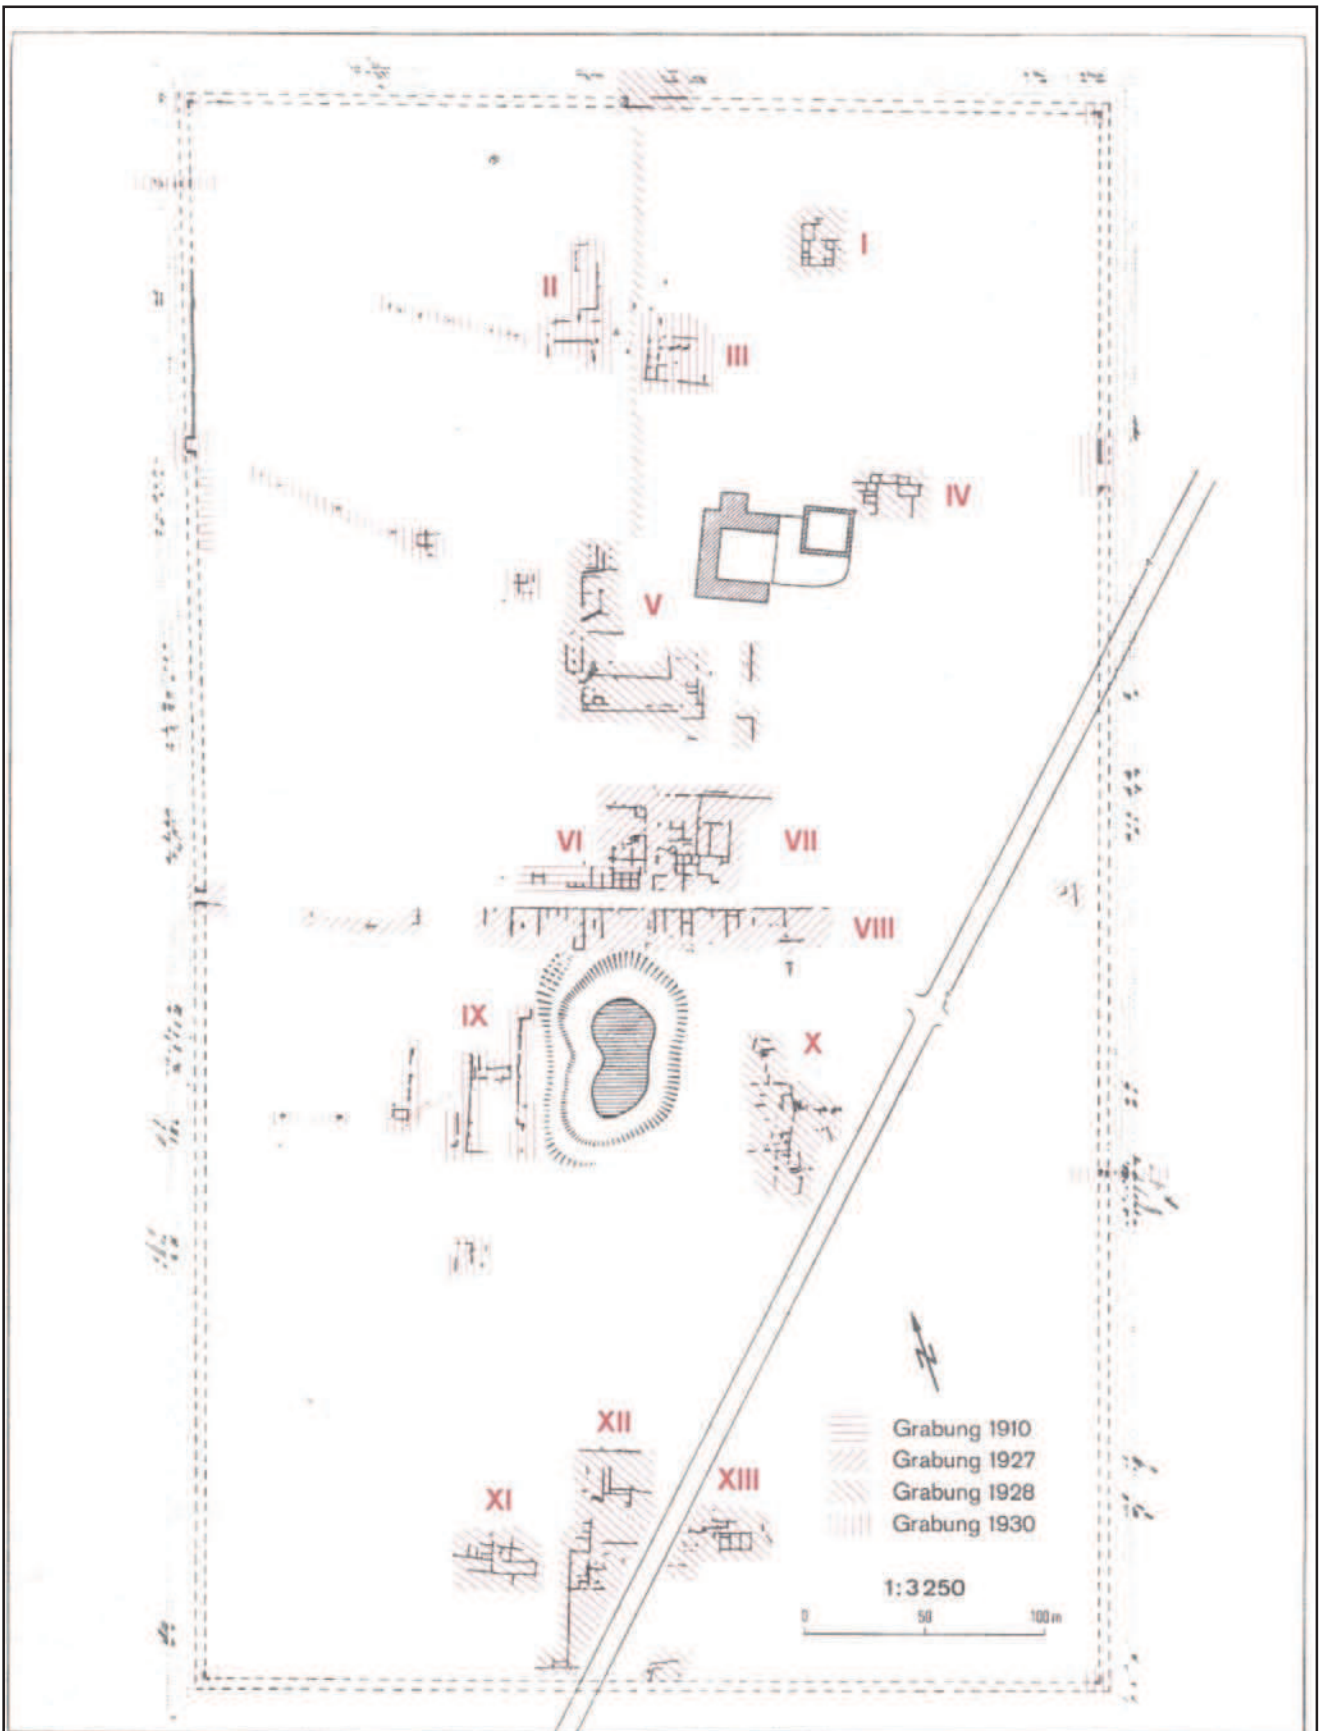 I
II
III
IV
V
VI
VII
VIII
IX
X
XI
XII
XIII
N
Grabung 1910
Grabung 1927
Grabung 1928
Grabung 1930
1:3250
0 50 100 m